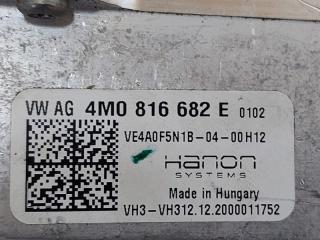 VW AG 4M0 816 682 E 0102
VE4A0F5N1B-04-00H12
Hanon
SYSTEMS
Made in Hungary
VH3-VH312.12.2000011752